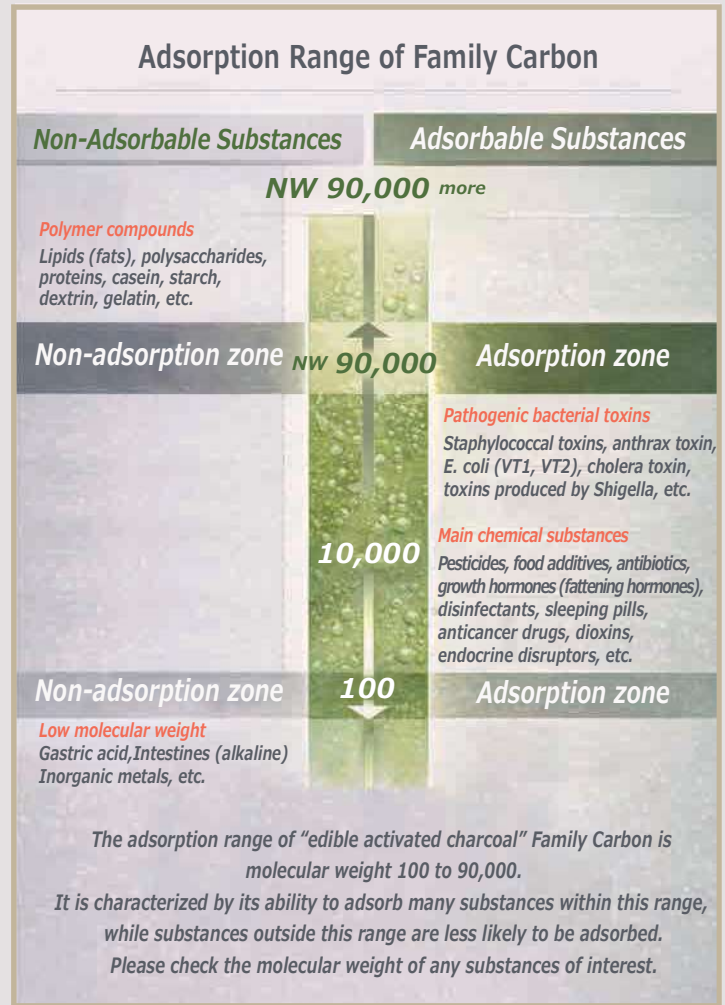 Adsorption Range of Family Carbon
Non-Adsorbable Substances
Adsorbable Substances
NW 90,000 more
Polymer compounds
Lipids (fats), polysaccharides,
proteins, casein, starch,
dextrin, gelatin, etc.
Non-adsorption zone
NW 90,000
Adsorption zone
Pathogenic bacterial toxins
Staphylococcal toxins, anthrax toxin,
E. coli (VT1, VT2), cholera toxin,
toxins produced by Shigella, etc.
10,000
Main chemical substances
Pesticides, food additives, antibiotics,
growth hormones (fattening hormones),
disinfectants, sleeping pills,
anticancer drugs, dioxins,
endocrine disruptors, etc.
Non-adsorption zone
100
Adsorption zone
Low molecular weight
Gastric acid,Intestines (alkaline)
Inorganic metals, etc.
The adsorption range of “edible activated charcoal” Family Carbon is
molecular weight 100 to 90,000.
It is characterized by its ability to adsorb many substances within this range,
while substances outside this range are less likely to be adsorbed.
Please check the molecular weight of any substances of interest.